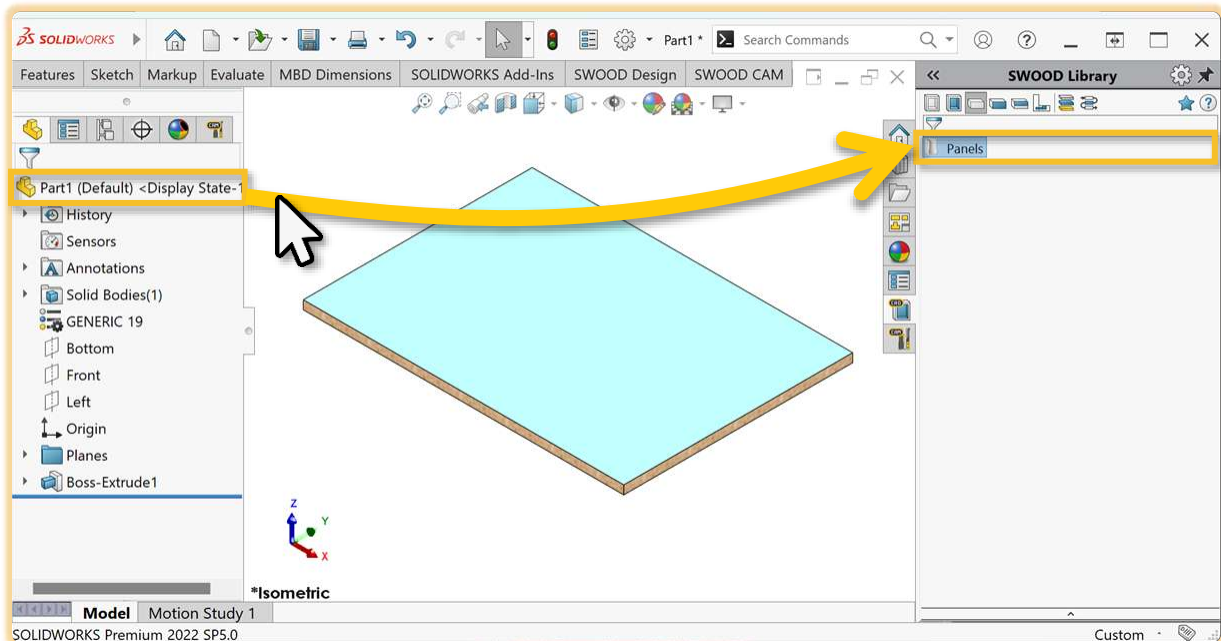 SOLIDWORKS Part1 * Search Commands
Features Sketch Markup Evaluate MBD Dimensions SOLIDWORKS Add-Ins SWOOD Design SWOOD CAM
SWOOD Library
Panels
Part1 (Default) <Display State-1
History
Sensors
Annotations
Solid Bodies(1)
GENERIC 19
Bottom
Front
Left
Origin
Planes
Boss-Extrude1
Z
Y
X
*Isometric
Model Motion Study 1
SOLIDWORKS Premium 2022 SP5.0 Custom